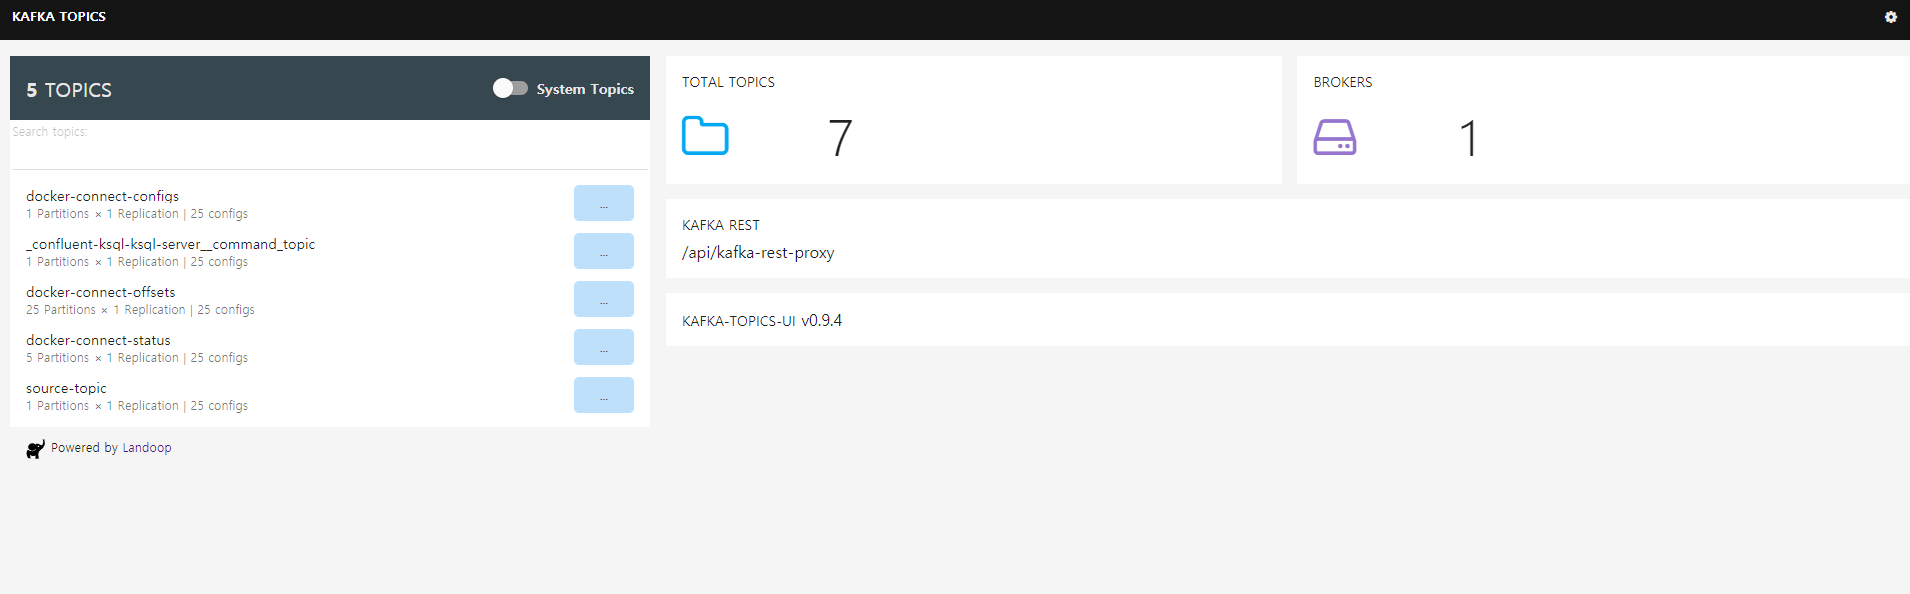 KAFKA TOPICS
5 TOPICS
System Topics
Search topics:
docker-connect-configs
1 Partitions × 1 Replication | 25 configs
...
_confluent-ksql-ksql-server__command_topic
1 Partitions × 1 Replication | 25 configs
...
docker-connect-offsets
25 Partitions × 1 Replication | 25 configs
...
docker-connect-status
5 Partitions × 1 Replication | 25 configs
...
source-topic
1 Partitions × 1 Replication | 25 configs
...
Powered by Landoop
TOTAL TOPICS
7
BROKERS
1
KAFKA REST
/api/kafka-rest-proxy
KAFKA-TOPICS-UI v0.9.4